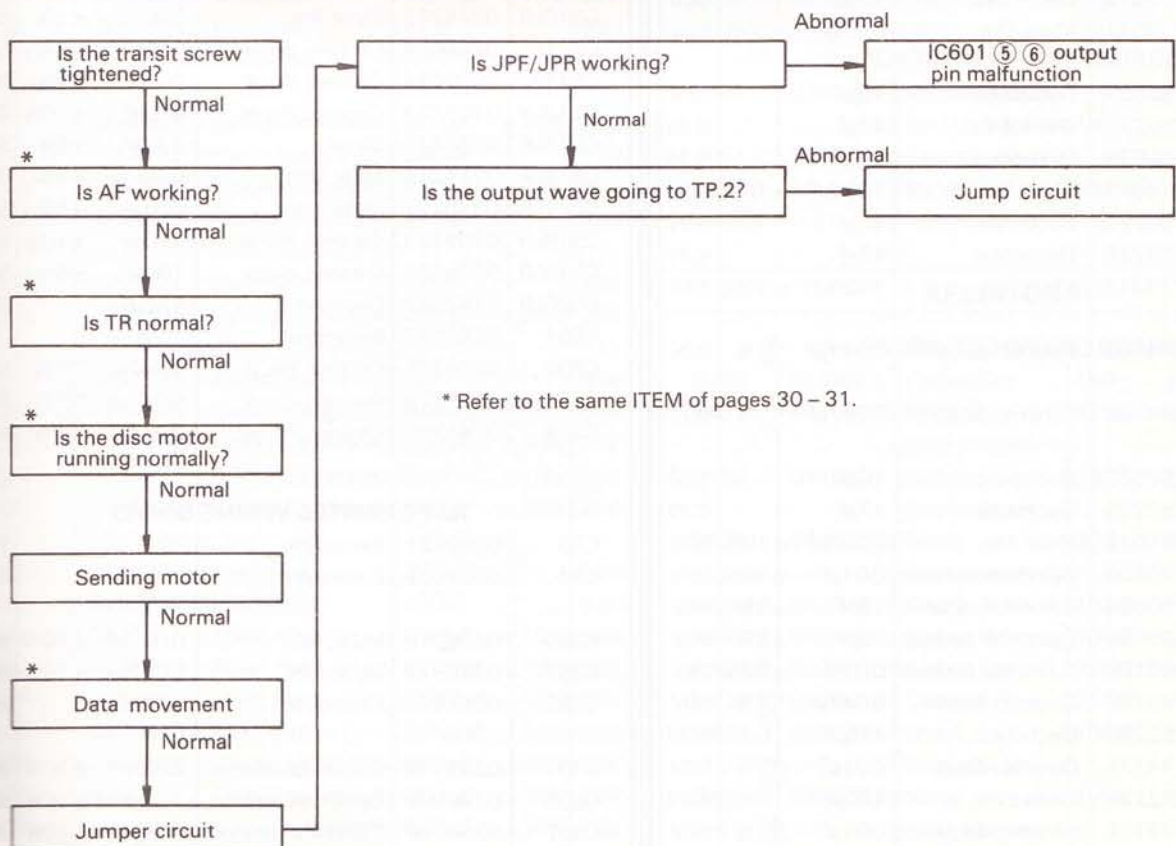 Is the transit screw
tightened?
Normal
*
Is AF working?
Normal
*
Is TR normal?
Normal
*
Is the disc motor
running normally?
Normal
Sending motor
Normal
*
Data movement
Normal
Jumper circuit
Is JPF/JPR working?
Abnormal
IC601 ⑤ ⑥ output
pin malfunction
Normal
Is the output wave going to TP.2?
Abnormal
Jump circuit
* Refer to the same ITEM of pages 30 – 31.